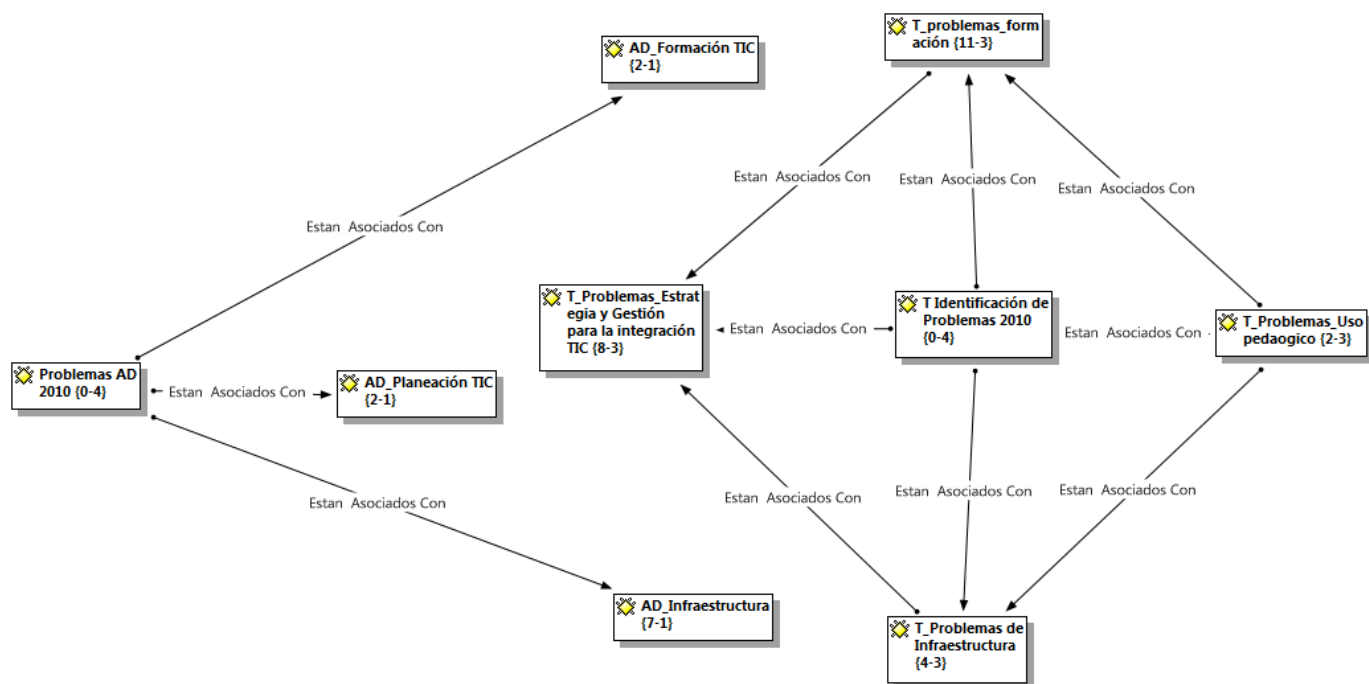 T_problemas_form
ación {11-3}
AD_Formación TIC
{2-1}
Estan Asociados Con
Estan Asociados Con
Estan Asociados Con
Estan Asociados Con
T_Problemas_Estrat
egia y Gestión
para la integración
TIC {8-3}
T Identificación de
Problemas 2010
{0-4}
T_Problemas_Uso
pedaogico {2-3}
Estan Asociados Con
Estan Asociados Con
Problemas AD
2010 {0-4}
Estan Asociados Con
AD_Planeación TIC
{2-1}
Estan Asociados Con
Estan Asociados Con
Estan Asociados Con
Estan Asociados Con
AD_Infraestructura
{7-1}
T_Problemas de
Infraestructura
{4-3}